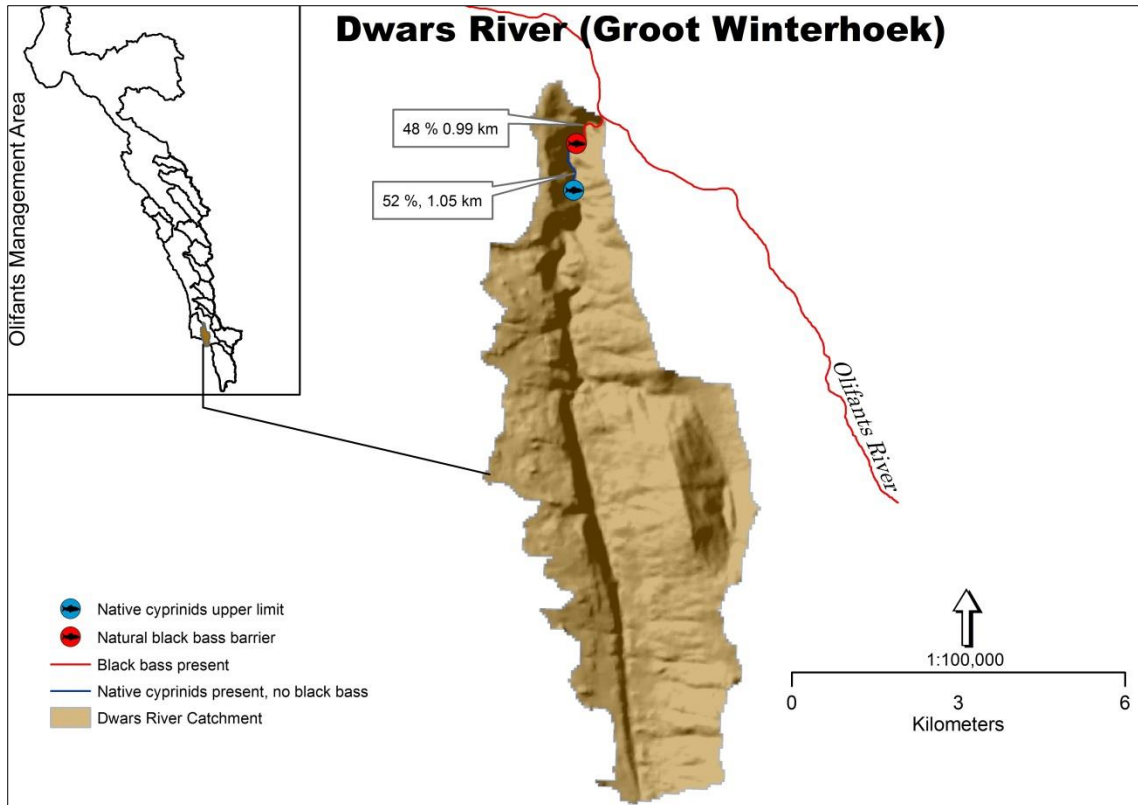 Dwars River (Groot Winterhoek)
Olifants Management Area
48 % 0.99 km
52 %, 1.05 km
Olifants River
Native cyprinids upper limit
Natural black bass barrier
Black bass present
Native cyprinids present, no black bass
Dwars River Catchment
1:100,000
0 3 6
Kilometers